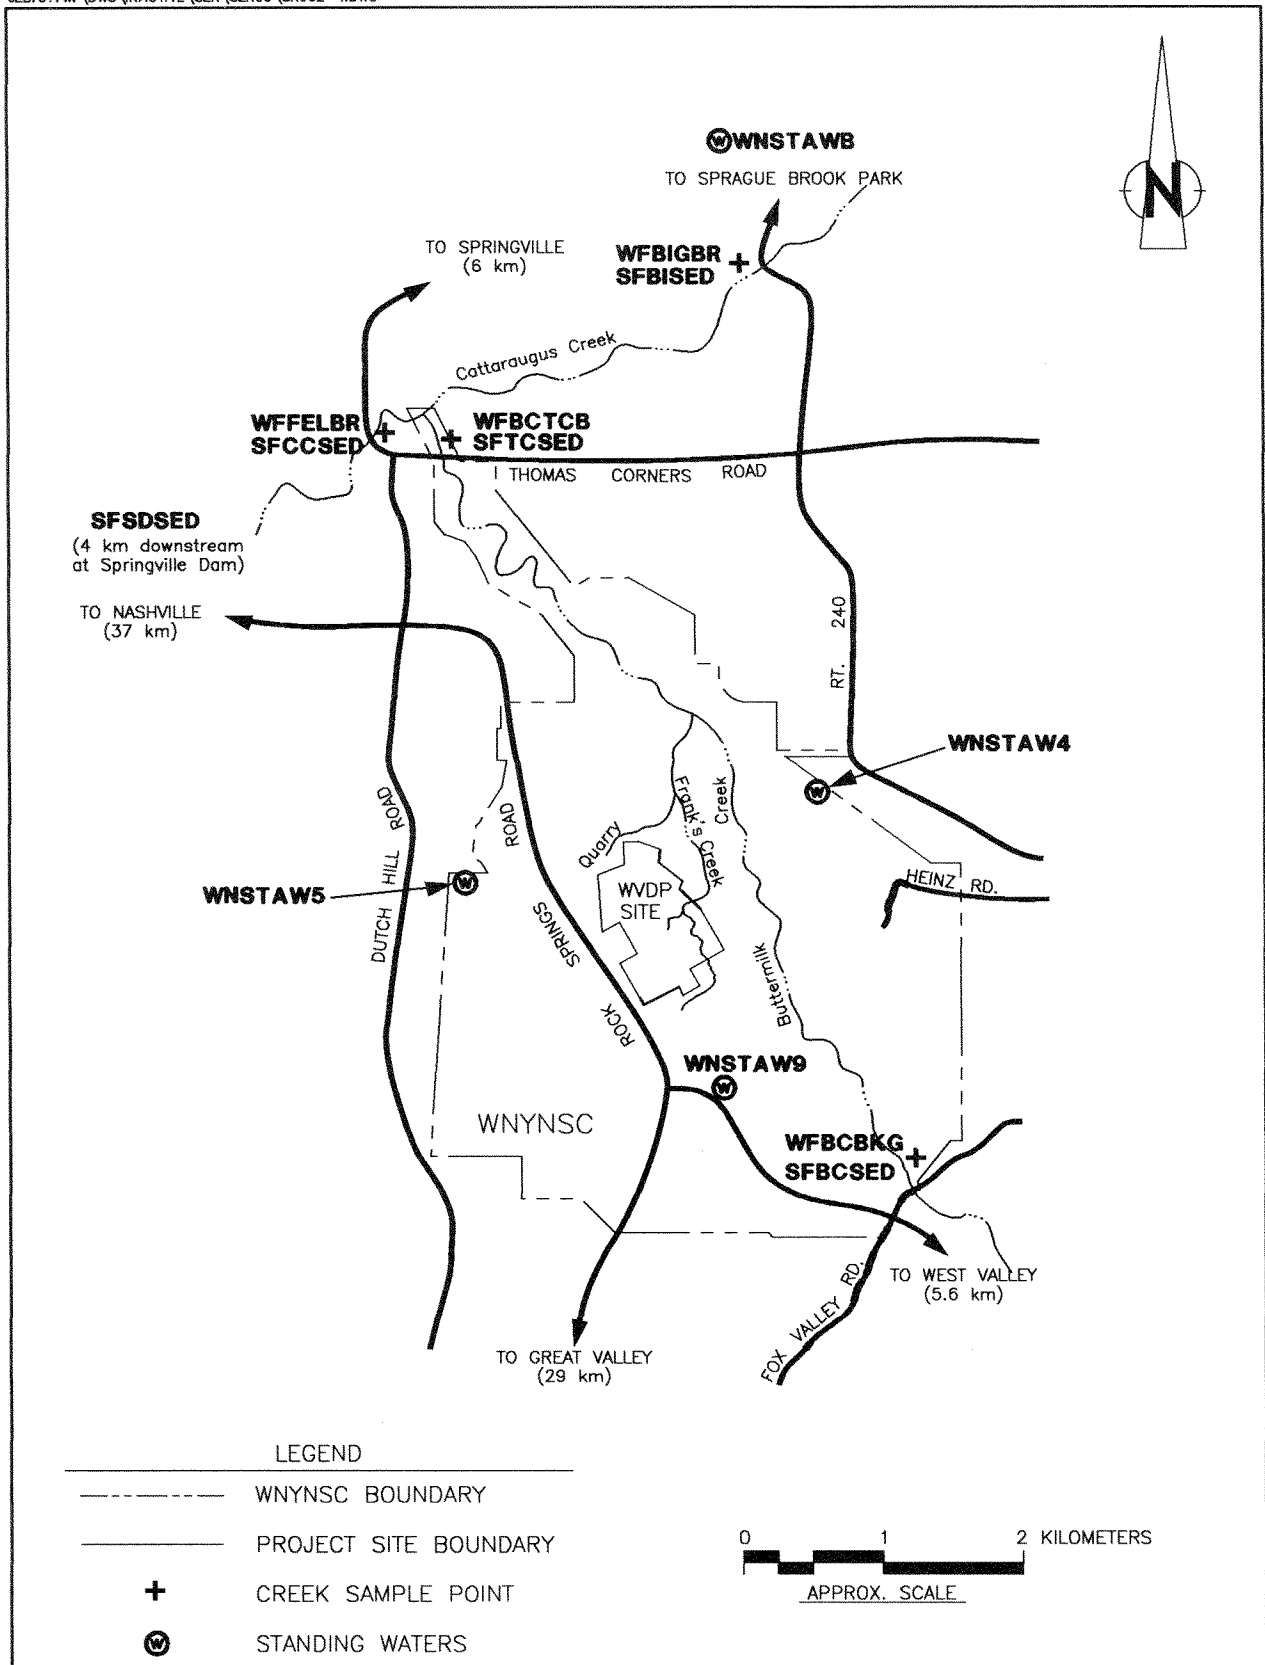 N
WNSTAWB
TO SPRAGUE BROOK PARK
TO SPRINGVILLE
(6 km)
WFBIGBR
SFBISED
Cattaraugus Creek
WFFELBR
SFCCSED
WFBCTCB
SFTCSED
THOMAS CORNERS ROAD
SFSDSED
(4 km downstream
at Springville Dam)
TO NASHVILLE
(37 km)
RT. 240
WNSTAW4
DUTCH HILL ROAD
ROCK SPRINGS ROAD
Quarry
Frank's Creek
Creek
Buttermilk
WVDP
SITE
HEINZ RD.
WNSTAW5
WNSTAW9
WNYNSC
WFBCBKG
SFBCSED
TO WEST VALLEY
(5.6 km)
FOX VALLEY RD.
TO GREAT VALLEY
(29 km)
LEGEND
WNYNSC BOUNDARY
PROJECT SITE BOUNDARY
CREEK SAMPLE POINT
W STANDING WATERS
0 1 2 KILOMETERS
APPROX. SCALE